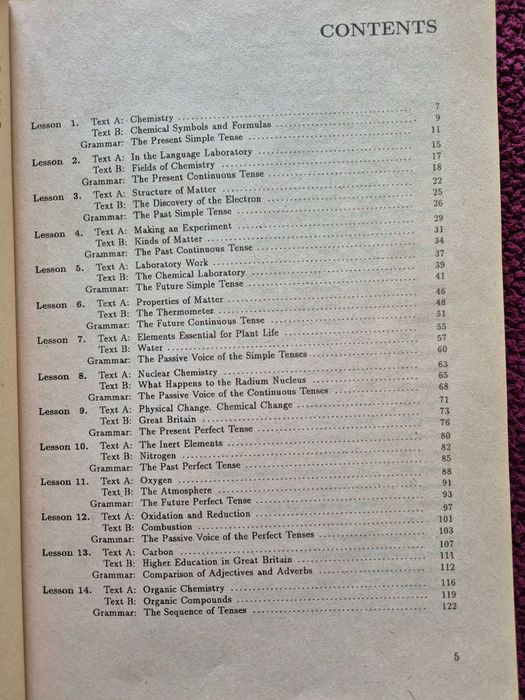 CONTENTS
Lesson 1. Text A: Chemistry ........ 7
Text B: Chemical Symbols and Formulas ........ 9
Grammar: The Present Simple Tense ........ 11
Lesson 2. Text A: In the Language Laboratory ........ 15
Text B: Fields of Chemistry ........ 17
Grammar: The Present Continuous Tense ........ 18
Lesson 3. Text A: Structure of Matter ........ 22
Text B: The Discovery of the Electron ........ 25
Grammar: The Past Simple Tense ........ 26
Lesson 4. Text A: Making an Experiment ........ 29
Text B: Kinds of Matter ........ 31
Grammar: The Past Continuous Tense ........ 34
Lesson 5. Text A: Laboratory Work ........ 37
Text B: The Chemical Laboratory ........ 39
Grammar: The Future Simple Tense ........ 41
Lesson 6. Text A: Properties of Matter ........ 46
Text B: The Thermometer ........ 48
Grammar: The Future Continuous Tense ........ 51
Lesson 7. Text A: Elements Essential for Plant Life ........ 55
Text B: Water ........ 57
Grammar: The Passive Voice of the Simple Tenses ........ 60
Lesson 8. Text A: Nuclear Chemistry ........ 63
Text B: What Happens to the Radium Nucleus ........ 65
Grammar: The Passive Voice of the Continuous Tenses ........ 68
Lesson 9. Text A: Physical Change. Chemical Change ........ 71
Text B: Great Britain ........ 73
Grammar: The Present Perfect Tense ........ 76
Lesson 10. Text A: The Inert Elements ........ 80
Text B: Nitrogen ........ 82
Grammar: The Past Perfect Tense ........ 85
Lesson 11. Text A: Oxygen ........ 88
Text B: The Atmosphere ........ 91
Grammar: The Future Perfect Tense ........ 93
Lesson 12. Text A: Oxidation and Reduction ........ 97
Text B: Combustion ........ 101
Grammar: The Passive Voice of the Perfect Tenses ........ 103
Lesson 13. Text A: Carbon ........ 107
Text B: Higher Education in Great Britain ........ 111
Grammar: Comparison of Adjectives and Adverbs ........ 112
Lesson 14. Text A: Organic Chemistry ........ 116
Text B: Organic Compounds ........ 119
Grammar: The Sequence of Tenses ........ 122
5